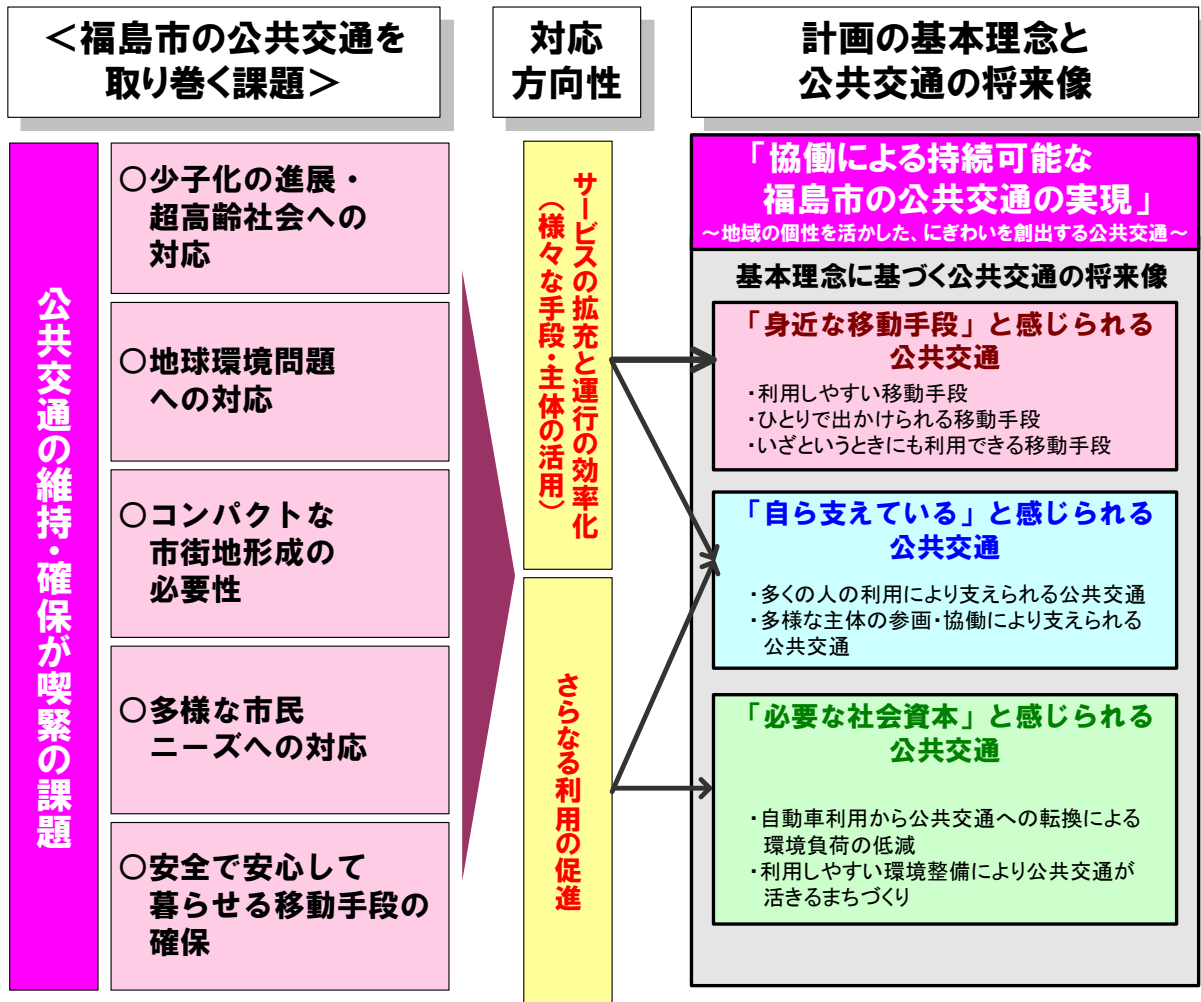 ＜福島市の公共交通を
取り巻く課題＞
対応
方向性
計画の基本理念と
公共交通の将来像
公共交通の維持・確保が喫緊の課題
○少子化の進展・
超高齢社会への
対応
○地球環境問題
への対応
○コンパクトな
市街地形成の
必要性
○多様な市民
ニーズへの対応
○安全で安心して
暮らせる移動手段の
確保
サービスの拡充と運行の効率化
（様々な手段・主体の活用）
さらなる利用の促進
「協働による持続可能な
福島市の公共交通の実現」
～地域の個性を活かした、にぎわいを創出する公共交通～
基本理念に基づく公共交通の将来像
「身近な移動手段」と感じられる
公共交通
・利用しやすい移動手段
・ひとりで出かけられる移動手段
・いざというときにも利用できる移動手段
「自ら支えている」と感じられる
公共交通
・多くの人の利用により支えられる公共交通
・多様な主体の参画・協働により支えられる
公共交通
「必要な社会資本」と感じられる
公共交通
・自動車利用から公共交通への転換による
環境負荷の低減
・利用しやすい環境整備により公共交通が
活きるまちづくり